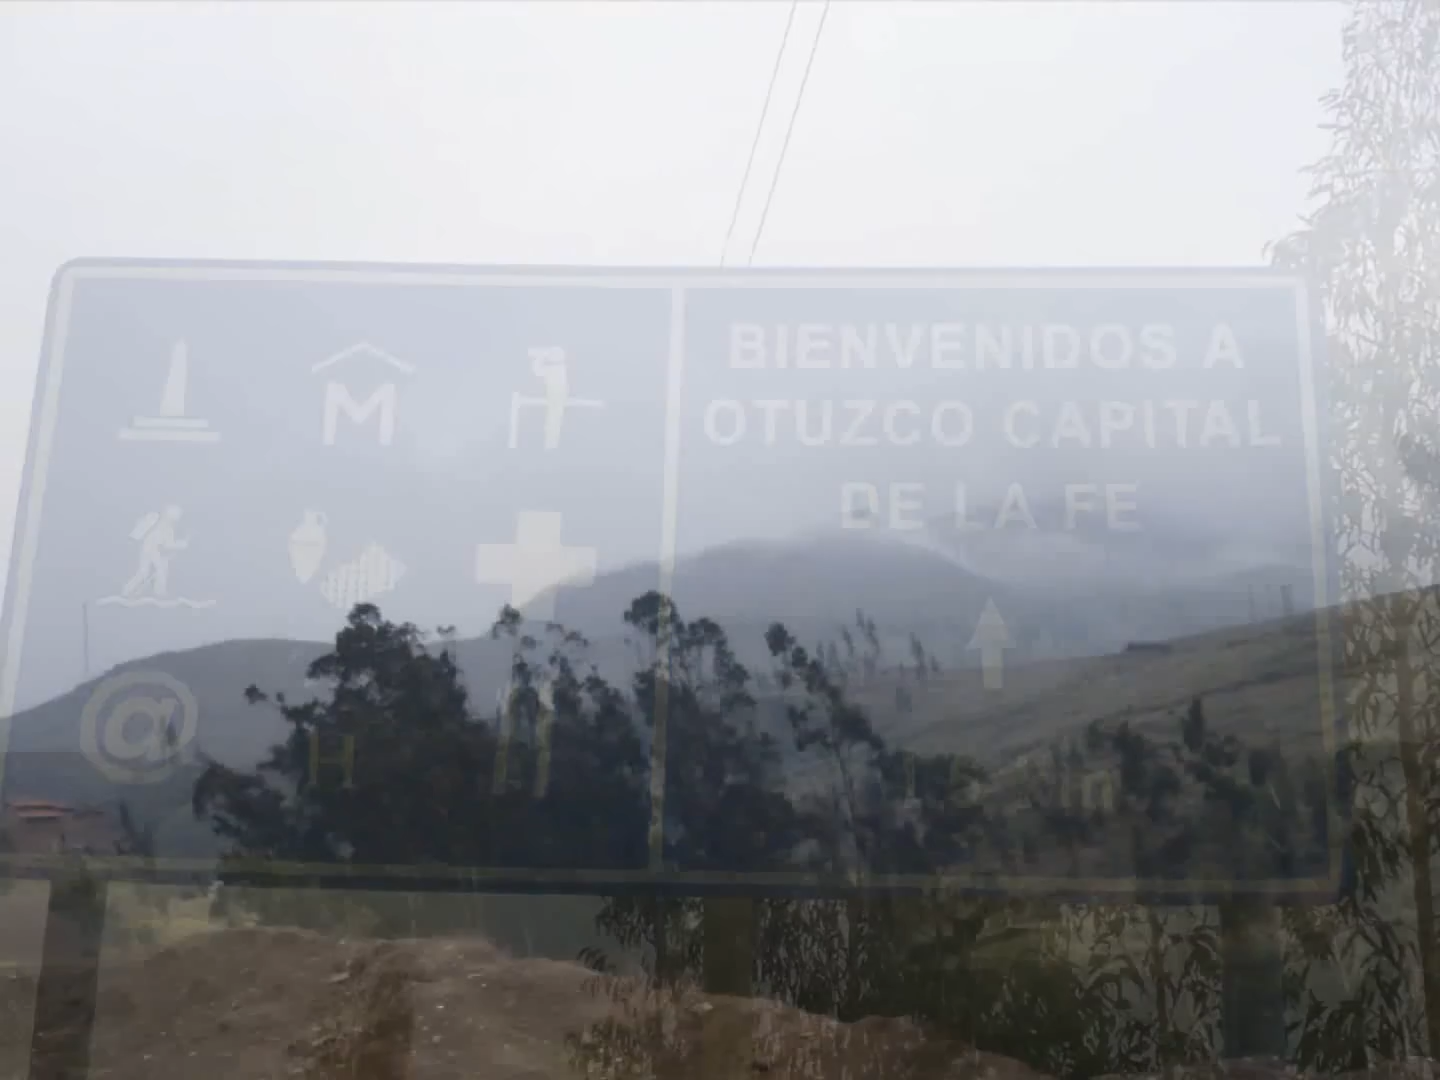 M
BIENVENIDOS A
OTUZCO CAPITAL
DE LA FE
@
H